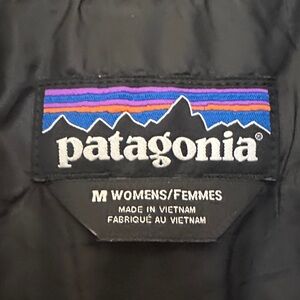 patagonia®
M WOMENS/FEMMES
MADE IN VIETNAM
FABRIQUÉ AU VIETNAM